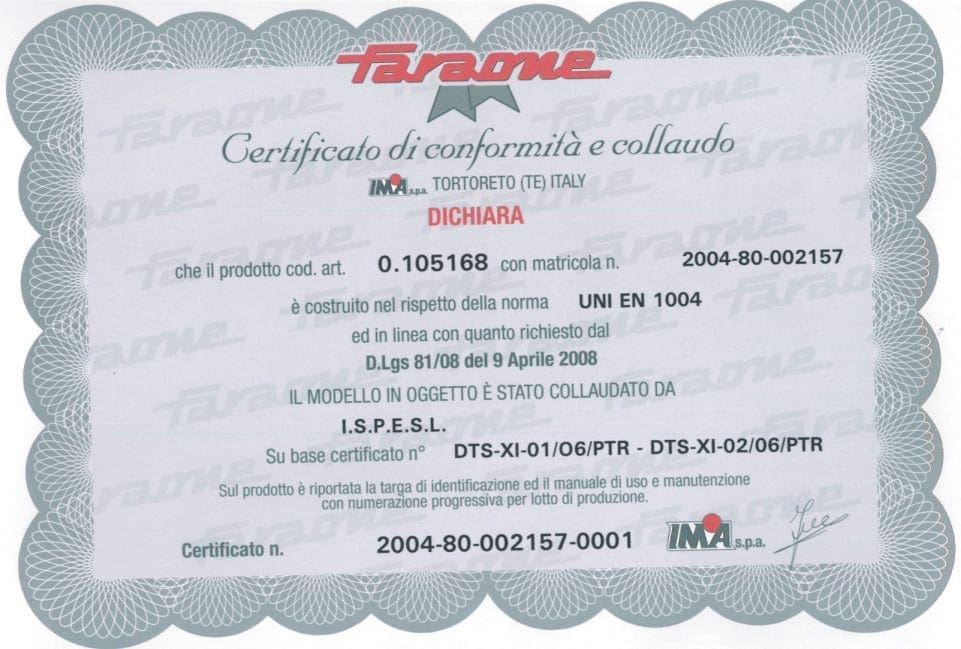 Faraone
Certificato di conformità e collaudo
IMA s.p.a. TORTORETO (TE) ITALY
DICHIARA
che il prodotto cod. art. 0.105168 con matricola n. 2004-80-002157
è costruito nel rispetto della norma UNI EN 1004
ed in linea con quanto richiesto dal
D.Lgs 81/08 del 9 Aprile 2008
IL MODELLO IN OGGETTO È STATO COLLAUDATO DA
I.S.P.E.S.L.
Su base certificato n° DTS-XI-01/O6/PTR - DTS-XI-02/06/PTR
Sul prodotto è riportata la targa di identificazione ed il manuale di uso e manutenzione
con numerazione progressiva per lotto di produzione.
Certificato n. 2004-80-002157-0001 IMA s.p.a.